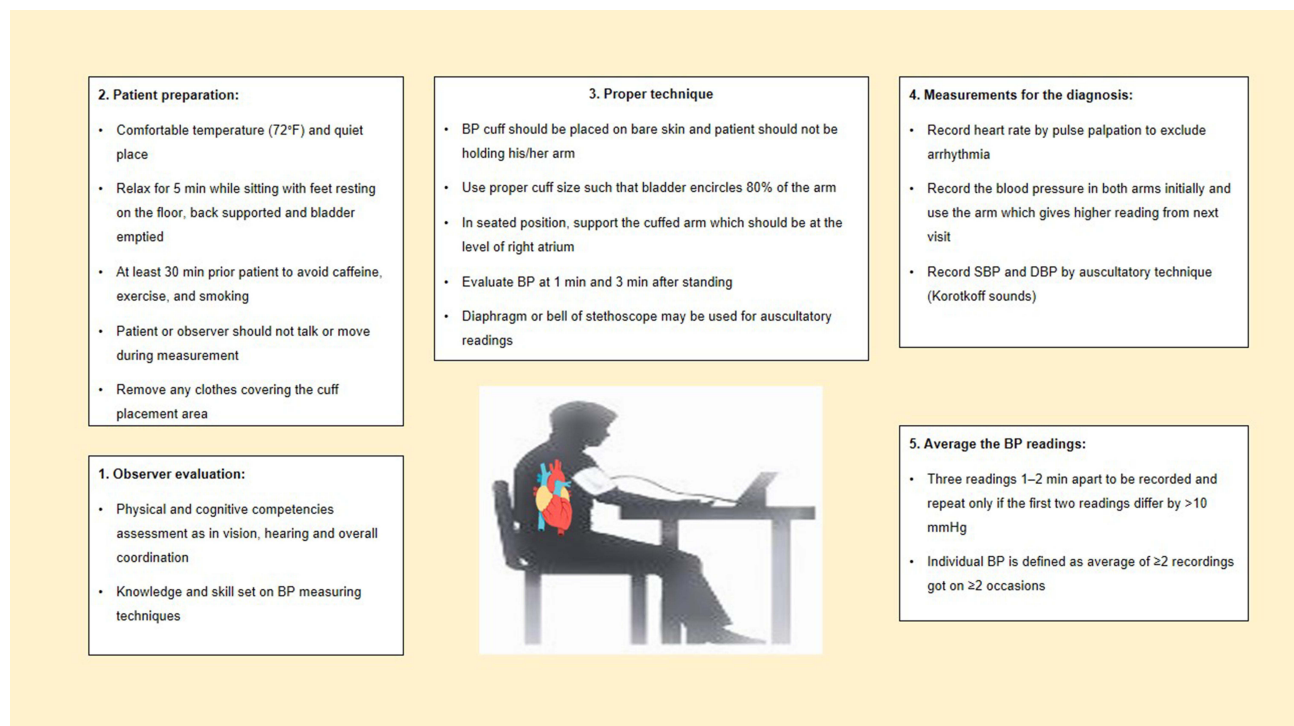 2. Patient preparation:
• Comfortable temperature (72°F) and quiet
place
• Relax for 5 min while sitting with feet resting
on the floor, back supported and bladder
emptied
• At least 30 min prior patient to avoid caffeine,
exercise, and smoking
• Patient or observer should not talk or move
during measurement
• Remove any clothes covering the cuff
placement area
1. Observer evaluation:
• Physical and cognitive competencies
assessment as in vision, hearing and overall
coordination
• Knowledge and skill set on BP measuring
techniques
3. Proper technique
• BP cuff should be placed on bare skin and patient should not be
holding his/her arm
• Use proper cuff size such that bladder encircles 80% of the arm
• In seated position, support the cuffed arm which should be at the
level of right atrium
• Evaluate BP at 1 min and 3 min after standing
• Diaphragm or bell of stethoscope may be used for auscultatory
readings
4. Measurements for the diagnosis:
• Record heart rate by pulse palpation to exclude
arrhythmia
• Record the blood pressure in both arms initially and
use the arm which gives higher reading from next
visit
• Record SBP and DBP by auscultatory technique
(Korotkoff sounds)
5. Average the BP readings:
• Three readings 1–2 min apart to be recorded and
repeat only if the first two readings differ by >10
mmHg
• Individual BP is defined as average of ≥2 recordings
got on ≥2 occasions